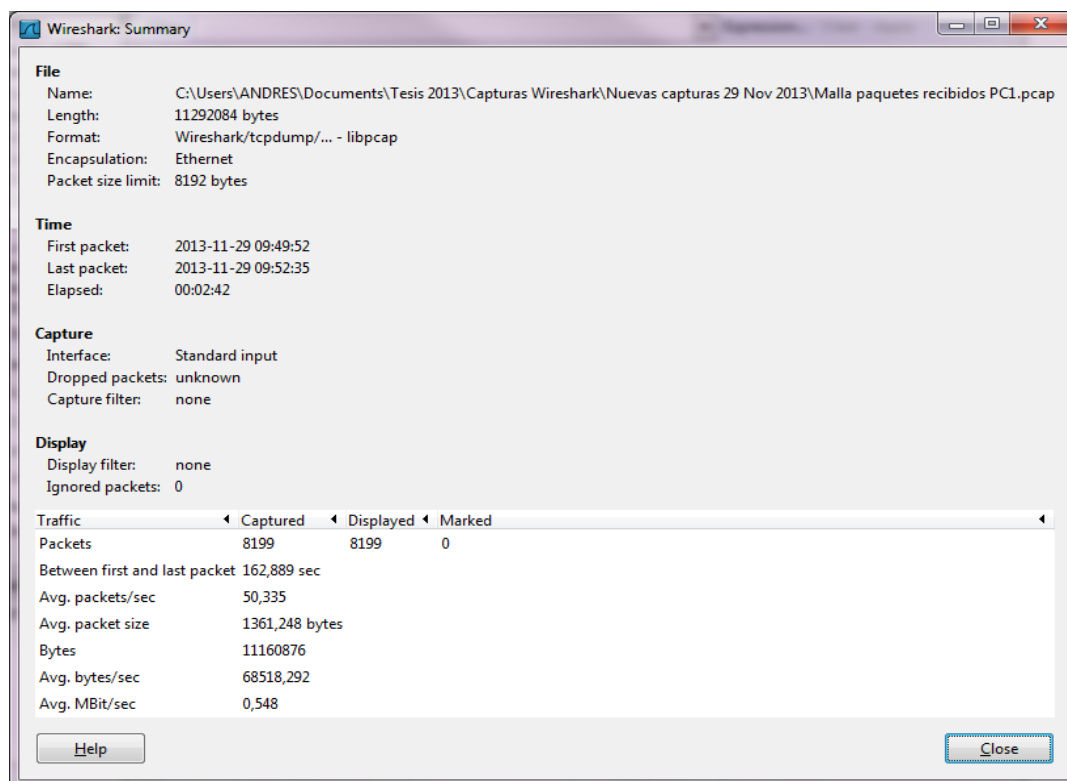 Wireshark: Summary
File
Name: C:\Users\ANDRES\Documents\Tesis 2013\Capturas Wireshark\Nuevas capturas 29 Nov 2013\Malla paquetes recibidos PC1.pcap
Length: 11292084 bytes
Format: Wireshark/tcpdump/... - libpcap
Encapsulation: Ethernet
Packet size limit: 8192 bytes
Time
First packet: 2013-11-29 09:49:52
Last packet: 2013-11-29 09:52:35
Elapsed: 00:02:42
Capture
Interface: Standard input
Dropped packets: unknown
Capture filter: none
Display
Display filter: none
Ignored packets: 0
Traffic Captured Displayed Marked
Packets 8199 8199 0
Between first and last packet 162,889 sec
Avg. packets/sec 50,335
Avg. packet size 1361,248 bytes
Bytes 11160876
Avg. bytes/sec 68518,292
Avg. MBit/sec 0,548
Help Close